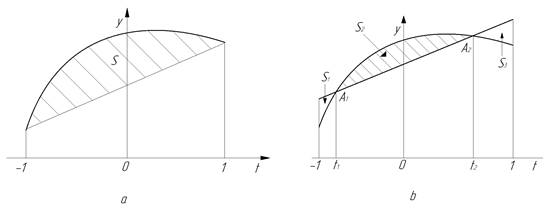 y
S
-1 0 1 t
a
y
S₂
A₂
S₁
S₃
A₁
-1 t₁ 0 t₂ 1 t
b